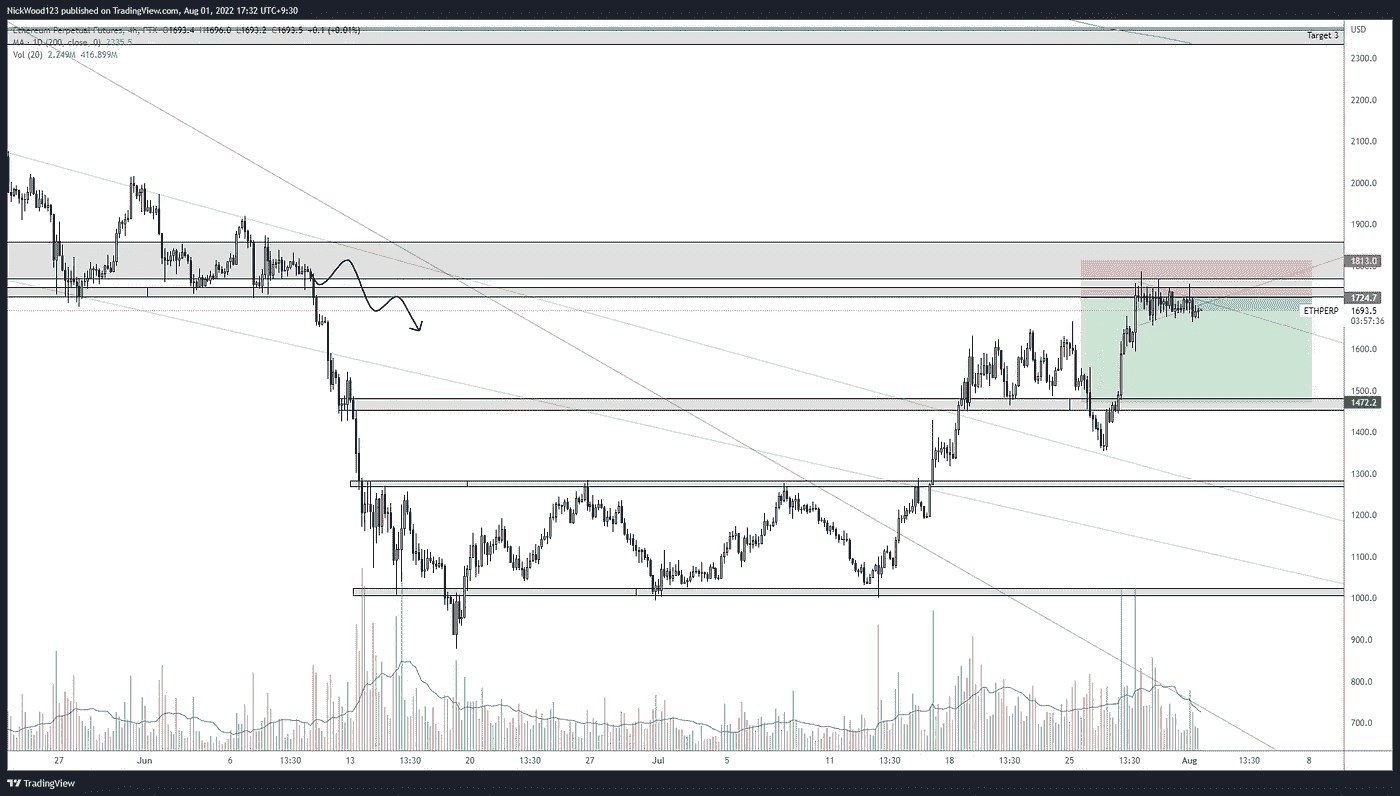 NickWood123 published on TradingView.com, Aug 01, 2022 17:32 UTC+9:30
Ethereum Perpetual Futures, 4h, FTX O1693.4 H1696.0 L1693.2 C1693.5 +0.1 (+0.01%)
MA · 1D (200, close, 0) 2335.5
Vol (20) 2.249M 416.899M
USD
Target 3
2300.0
2200.0
2100.0
2000.0
1900.0
1813.0
1800.0
1724.7
ETHPERP 1693.5
03:57:36
1600.0
1500.0
1472.2
1400.0
1300.0
1200.0
1100.0
1000.0
900.0
800.0
700.0
27 Jun 6 13:30 13 13:30 20 13:30 27 Jul 5 11 13:30 18 13:30 25 13:30 Aug 13:30 8
TradingView